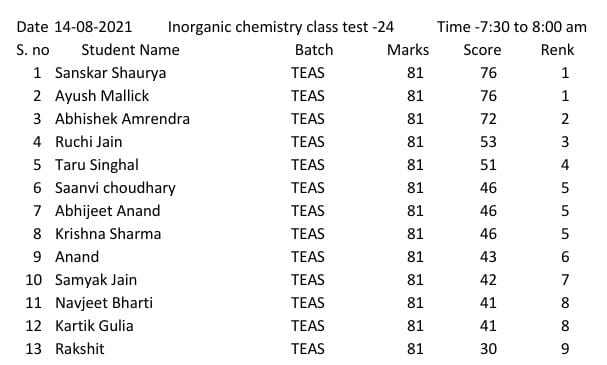 Date 14-08-2021 Inorganic chemistry class test -24 Time -7:30 to 8:00 am
S. no Student Name Batch Marks Score Renk
1 Sanskar Shaurya TEAS 81 76 1
2 Ayush Mallick TEAS 81 76 1
3 Abhishek Amrendra TEAS 81 72 2
4 Ruchi Jain TEAS 81 53 3
5 Taru Singhal TEAS 81 51 4
6 Saanvi choudhary TEAS 81 46 5
7 Abhijeet Anand TEAS 81 46 5
8 Krishna Sharma TEAS 81 46 5
9 Anand TEAS 81 43 6
10 Samyak Jain TEAS 81 42 7
11 Navjeet Bharti TEAS 81 41 8
12 Kartik Gulia TEAS 81 41 8
13 Rakshit TEAS 81 30 9